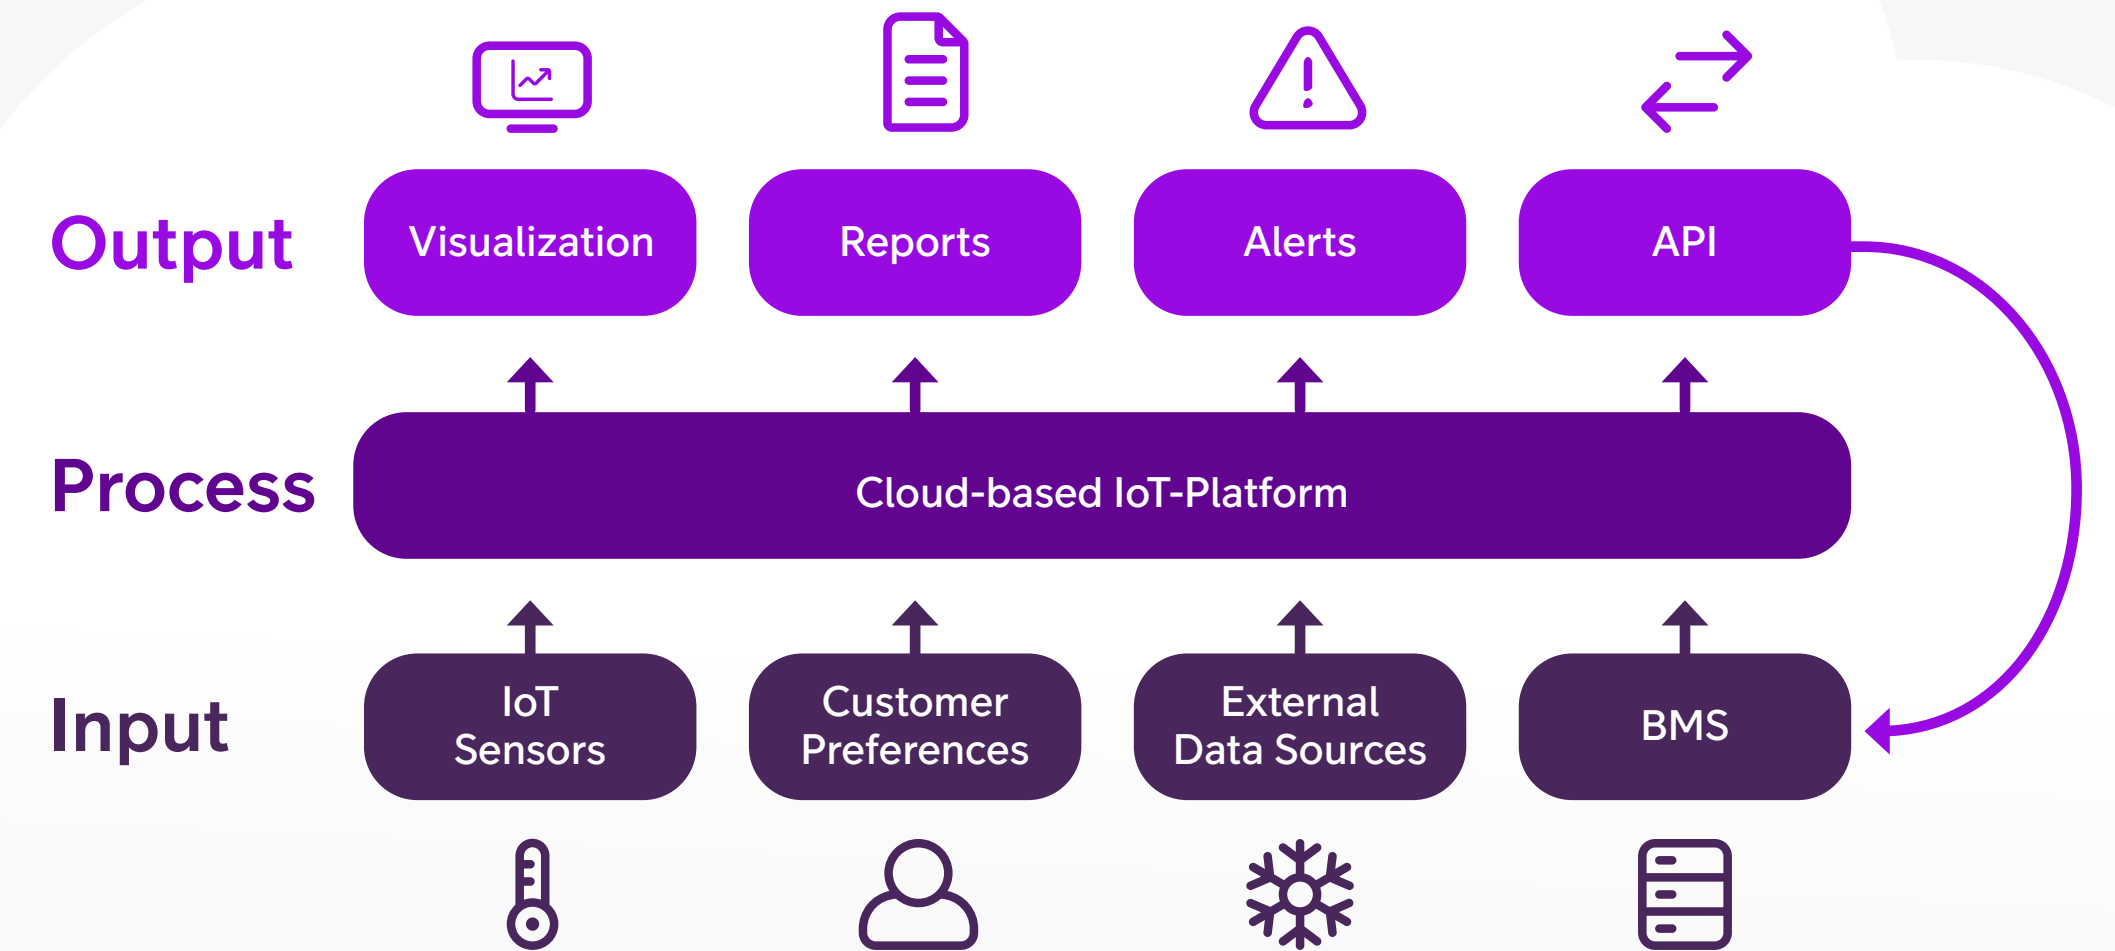 Output
Visualization
Reports
Alerts
API
Process
Cloud-based IoT-Platform
Input
IoT
Sensors
Customer
Preferences
External
Data Sources
BMS